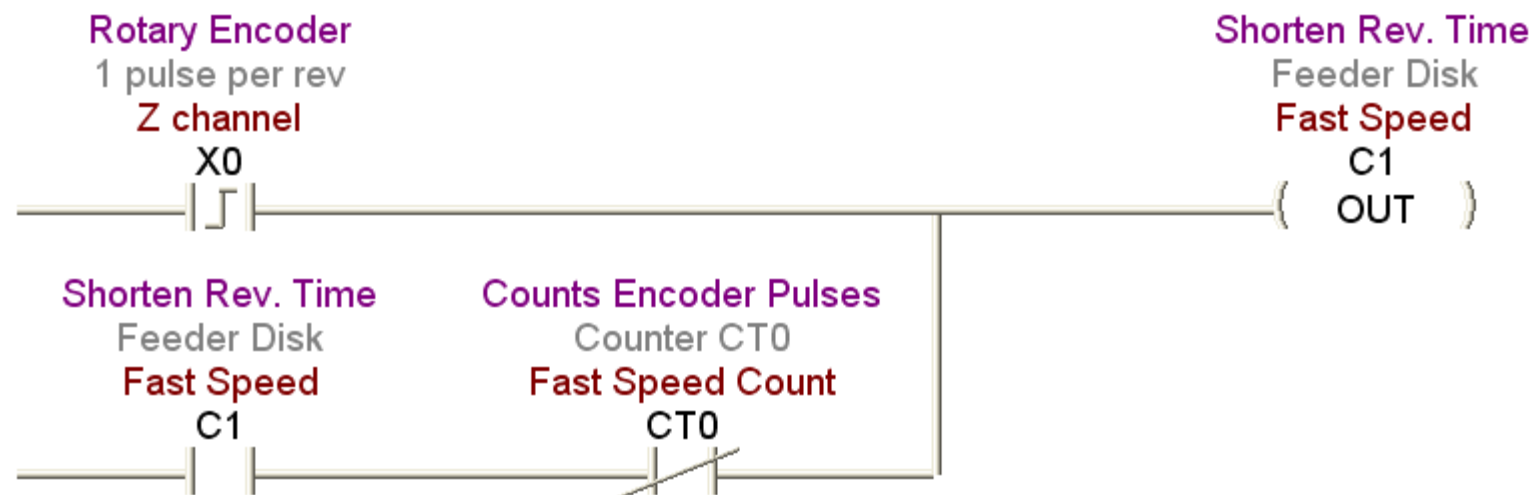 Rotary Encoder
1 pulse per rev
Z channel
X0
Shorten Rev. Time
Feeder Disk
Fast Speed
C1
OUT
Shorten Rev. Time
Feeder Disk
Fast Speed
C1
Counts Encoder Pulses
Counter CT0
Fast Speed Count
CT0